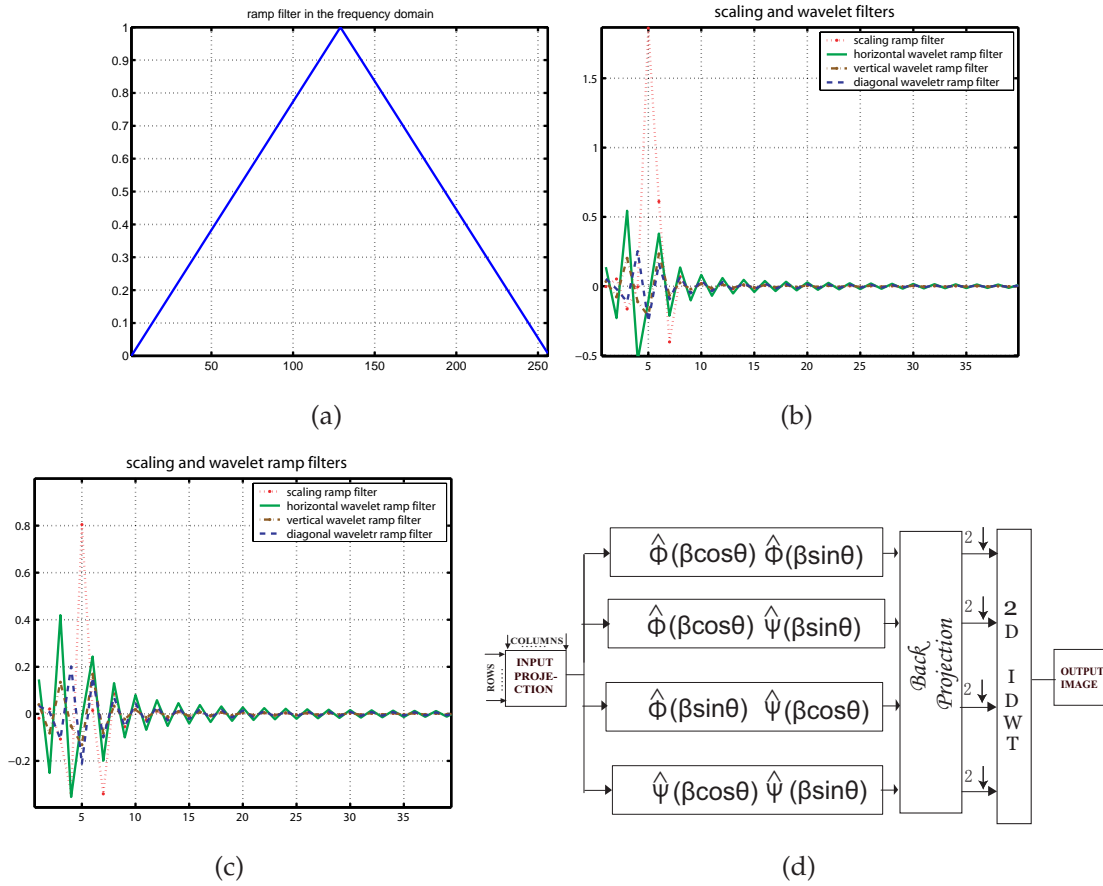 ramp filter in the frequency domain
1
0.9
0.8
0.7
0.6
0.5
0.4
0.3
0.2
0.1
0
50
100
150
200
250
(a)
scaling and wavelet filters
scaling ramp filter
horizontal wavelet ramp filter
vertical wavelet ramp filter
diagonal waveletr ramp filter
1.5
1
0.5
0
−0.5
5
10
15
20
25
30
35
(b)
scaling and wavelet ramp filters
scaling ramp filter
horizontal wavelet ramp filter
vertical wavelet ramp filter
diagonal waveletr ramp filter
0.8
0.6
0.4
0.2
0
−0.2
5
10
15
20
25
30
35
(c)
ROWS
COLUMNS
INPUT
PROJE-
CTION
Φ̂(βcosθ) Φ̂(βsinθ)
Φ̂(βcosθ) Ψ̂(βsinθ)
Φ̂(βsinθ) Ψ̂(βcosθ)
Ψ̂(βcosθ) Ψ̂(βsinθ)
Back
Projection
2
2
2
2
2D IDWT
OUTPUT
IMAGE
(d)